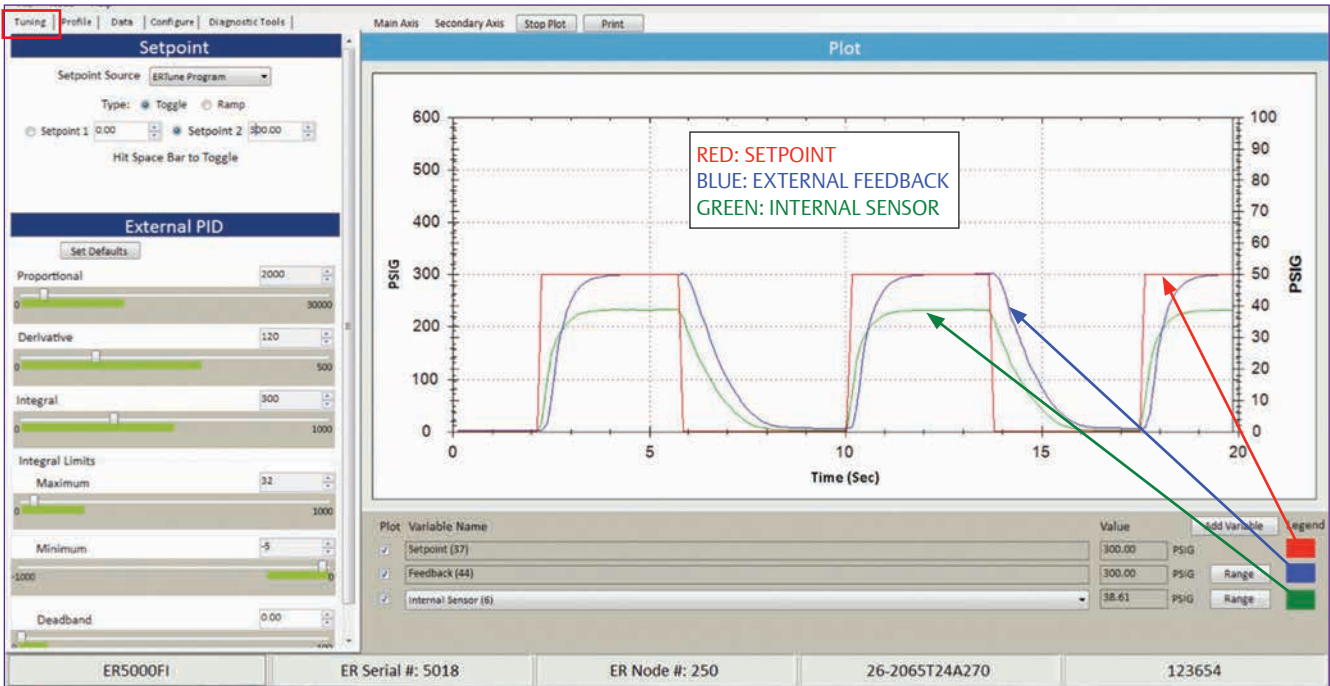 Tuning Profile Data Configure Diagnostic Tools
Main Axis Secondary Axis Stop Plot Print
Setpoint
Setpoint Source ERTune Program
Type: Toggle Ramp
Setpoint 1 0.00 Setpoint 2 300.00
Hit Space Bar to Toggle
External PID
Set Defaults
Proportional 2000
0 30000
Derivative 120
0 500
Integral 300
0 1000
Integral Limits
Maximum 32
0 1000
Minimum -5
-1000 0
Deadband 0.00
Plot
RED: SETPOINT
BLUE: EXTERNAL FEEDBACK
GREEN: INTERNAL SENSOR
PSIG
600
500
400
300
200
100
0
0 5 10 15 20
Time (Sec)
100
90
80
70
60
50
40
30
20
10
0
PSIG
Plot Variable Name Value Add Variable Legend
Setpoint (37) 300.00 PSIG
Feedback (44) 300.00 PSIG Range
Internal Sensor (6) 38.61 PSIG Range
ER5000FI ER Serial #: 5018 ER Node #: 250 26-2065T24A270 123654